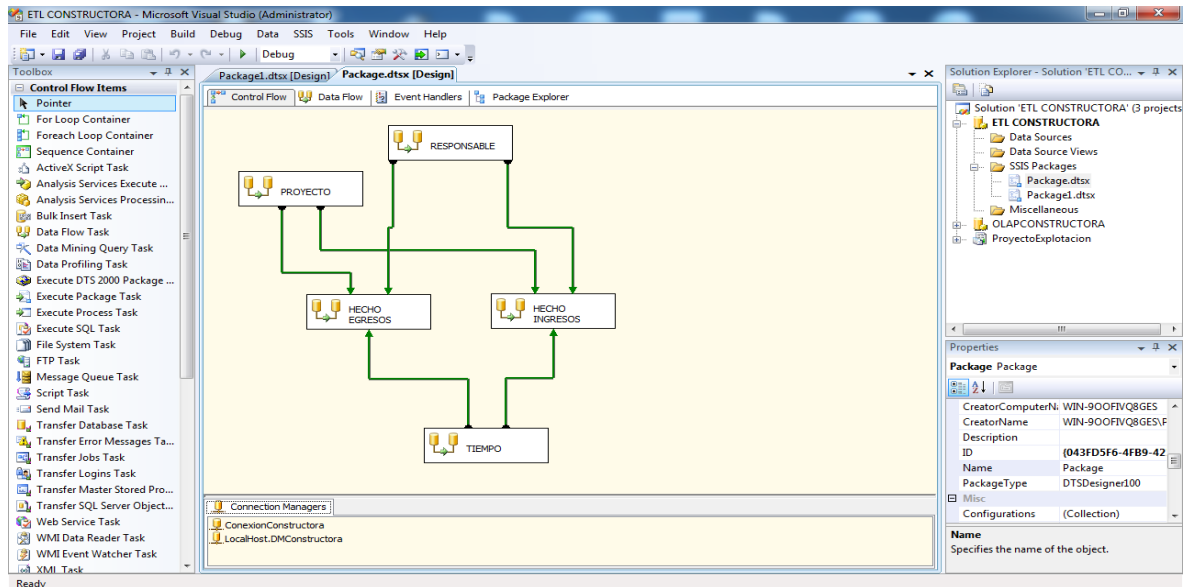 ETL CONSTRUCTORA - Microsoft Visual Studio (Administrator)
File Edit View Project Build Debug Data SSIS Tools Window Help
Debug
Toolbox
Control Flow Items
Pointer
For Loop Container
Foreach Loop Container
Sequence Container
ActiveX Script Task
Analysis Services Execute ...
Analysis Services Processin...
Bulk Insert Task
Data Flow Task
Data Mining Query Task
Data Profiling Task
Execute DTS 2000 Package ...
Execute Package Task
Execute Process Task
Execute SQL Task
File System Task
FTP Task
Message Queue Task
Script Task
Send Mail Task
Transfer Database Task
Transfer Error Messages Ta...
Transfer Jobs Task
Transfer Logins Task
Transfer Master Stored Pro...
Transfer SQL Server Object...
Web Service Task
WMI Data Reader Task
WMI Event Watcher Task
XML Task
Package1.dtsx [Design] Package.dtsx [Design]
Control Flow Data Flow Event Handlers Package Explorer
RESPONSABLE
PROYECTO
HECHO
EGRESOS
HECHO
INGRESOS
TIEMPO
Connection Managers
ConexionConstructora
LocalHost.DMConstructora
Solution Explorer - Solution 'ETL CO...
Solution 'ETL CONSTRUCTORA' (3 projects
ETL CONSTRUCTORA
Data Sources
Data Source Views
SSIS Packages
Package.dtsx
Package1.dtsx
Miscellaneous
OLAPCONSTRUCTORA
ProyectoExplotacion
Properties
Package Package
CreatorComputerN WIN-9OOFIVQ8GES
CreatorName WIN-9OOFIVQ8GES\F
Description
ID {043FD5F6-4FB9-42
Name Package
PackageType DTSDesigner100
Misc
Configurations (Collection)
Name
Specifies the name of the object.
Ready